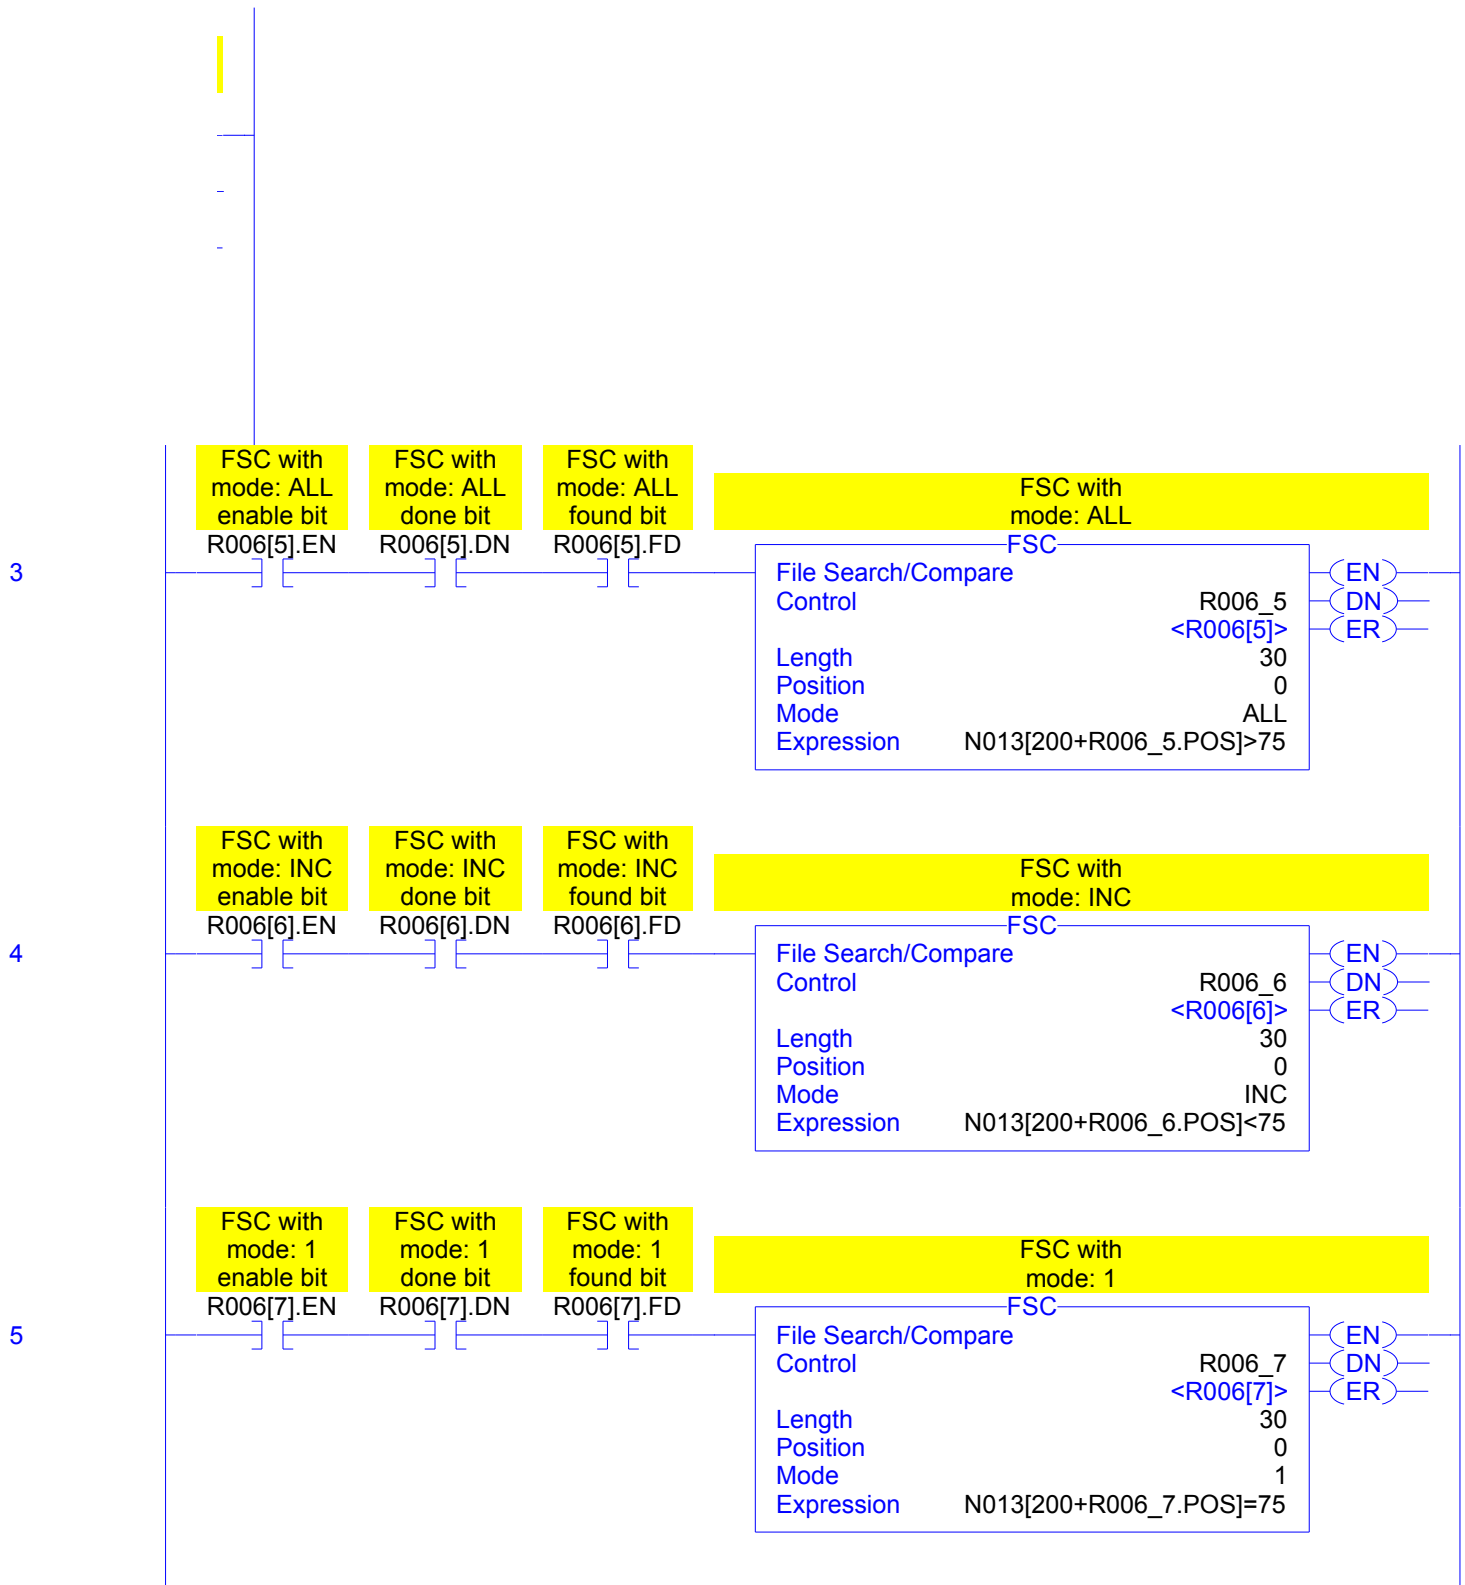 FSC with
mode: ALL
enable bit
R006[5].EN
FSC with
mode: ALL
done bit
R006[5].DN
FSC with
mode: ALL
found bit
R006[5].FD
FSC with
mode: ALL
3
FSC
File Search/Compare
Control R006_5
<R006[5]>
Length 30
Position 0
Mode ALL
Expression N013[200+R006_5.POS]>75
EN
DN
ER
FSC with
mode: INC
enable bit
R006[6].EN
FSC with
mode: INC
done bit
R006[6].DN
FSC with
mode: INC
found bit
R006[6].FD
FSC with
mode: INC
4
FSC
File Search/Compare
Control R006_6
<R006[6]>
Length 30
Position 0
Mode INC
Expression N013[200+R006_6.POS]<75
EN
DN
ER
FSC with
mode: 1
enable bit
R006[7].EN
FSC with
mode: 1
done bit
R006[7].DN
FSC with
mode: 1
found bit
R006[7].FD
FSC with
mode: 1
5
FSC
File Search/Compare
Control R006_7
<R006[7]>
Length 30
Position 0
Mode 1
Expression N013[200+R006_7.POS]=75
EN
DN
ER